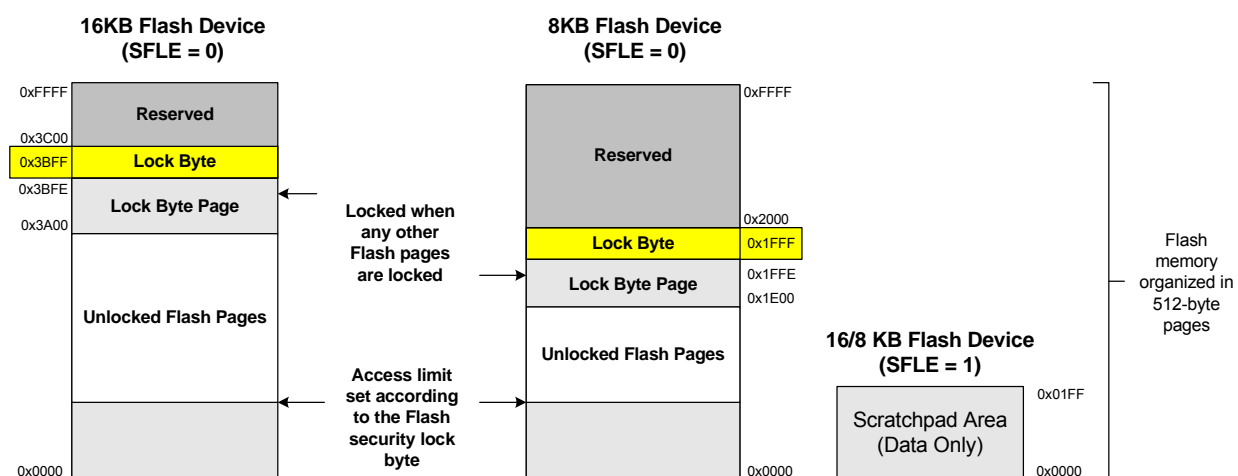 16KB Flash Device
(SFLE = 0)
0xFFFF
Reserved
0x3C00
0x3BFF
Lock Byte
0x3BFE
Lock Byte Page
0x3A00
Unlocked Flash Pages
0x0000
Locked when
any other
Flash pages
are locked
Access limit
set according
to the Flash
security lock
byte
8KB Flash Device
(SFLE = 0)
0xFFFF
Reserved
0x2000
Lock Byte
0x1FFF
Lock Byte Page
0x1FFE
0x1E00
Unlocked Flash Pages
0x0000
16/8 KB Flash Device
(SFLE = 1)
0x01FF
Scratchpad Area
(Data Only)
0x0000
Flash
memory
organized in
512-byte
pages